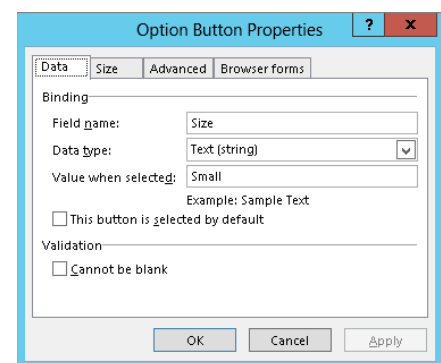 Option Button Properties ? x
Data Size Advanced Browser forms
Binding
Field name: Size
Data type: Text (string)
Value when selected: Small
Example: Sample Text
This button is selected by default
Validation
Cannot be blank
OK Cancel Apply